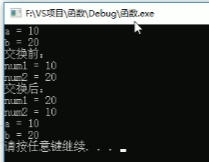 F:\VS项目\函数\Debug\函数.exe
a = 10
b = 20
交换前：
num1 = 10
num2 = 20
交换后：
num1 = 20
num2 = 10
a = 10
b = 20
请按任意键继续. . .